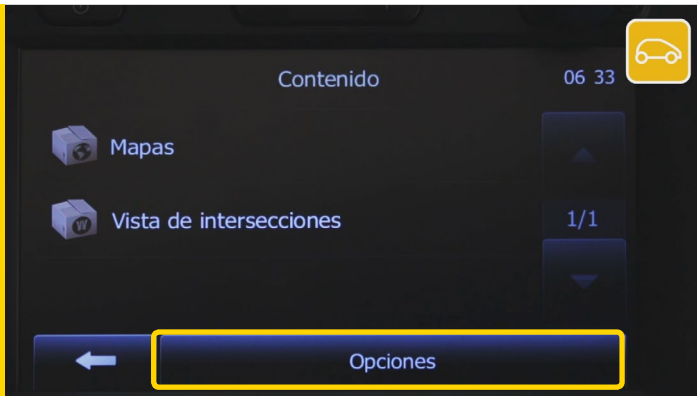 Contenido
06 33
Mapas
Vista de intersecciones
1/1
Opciones